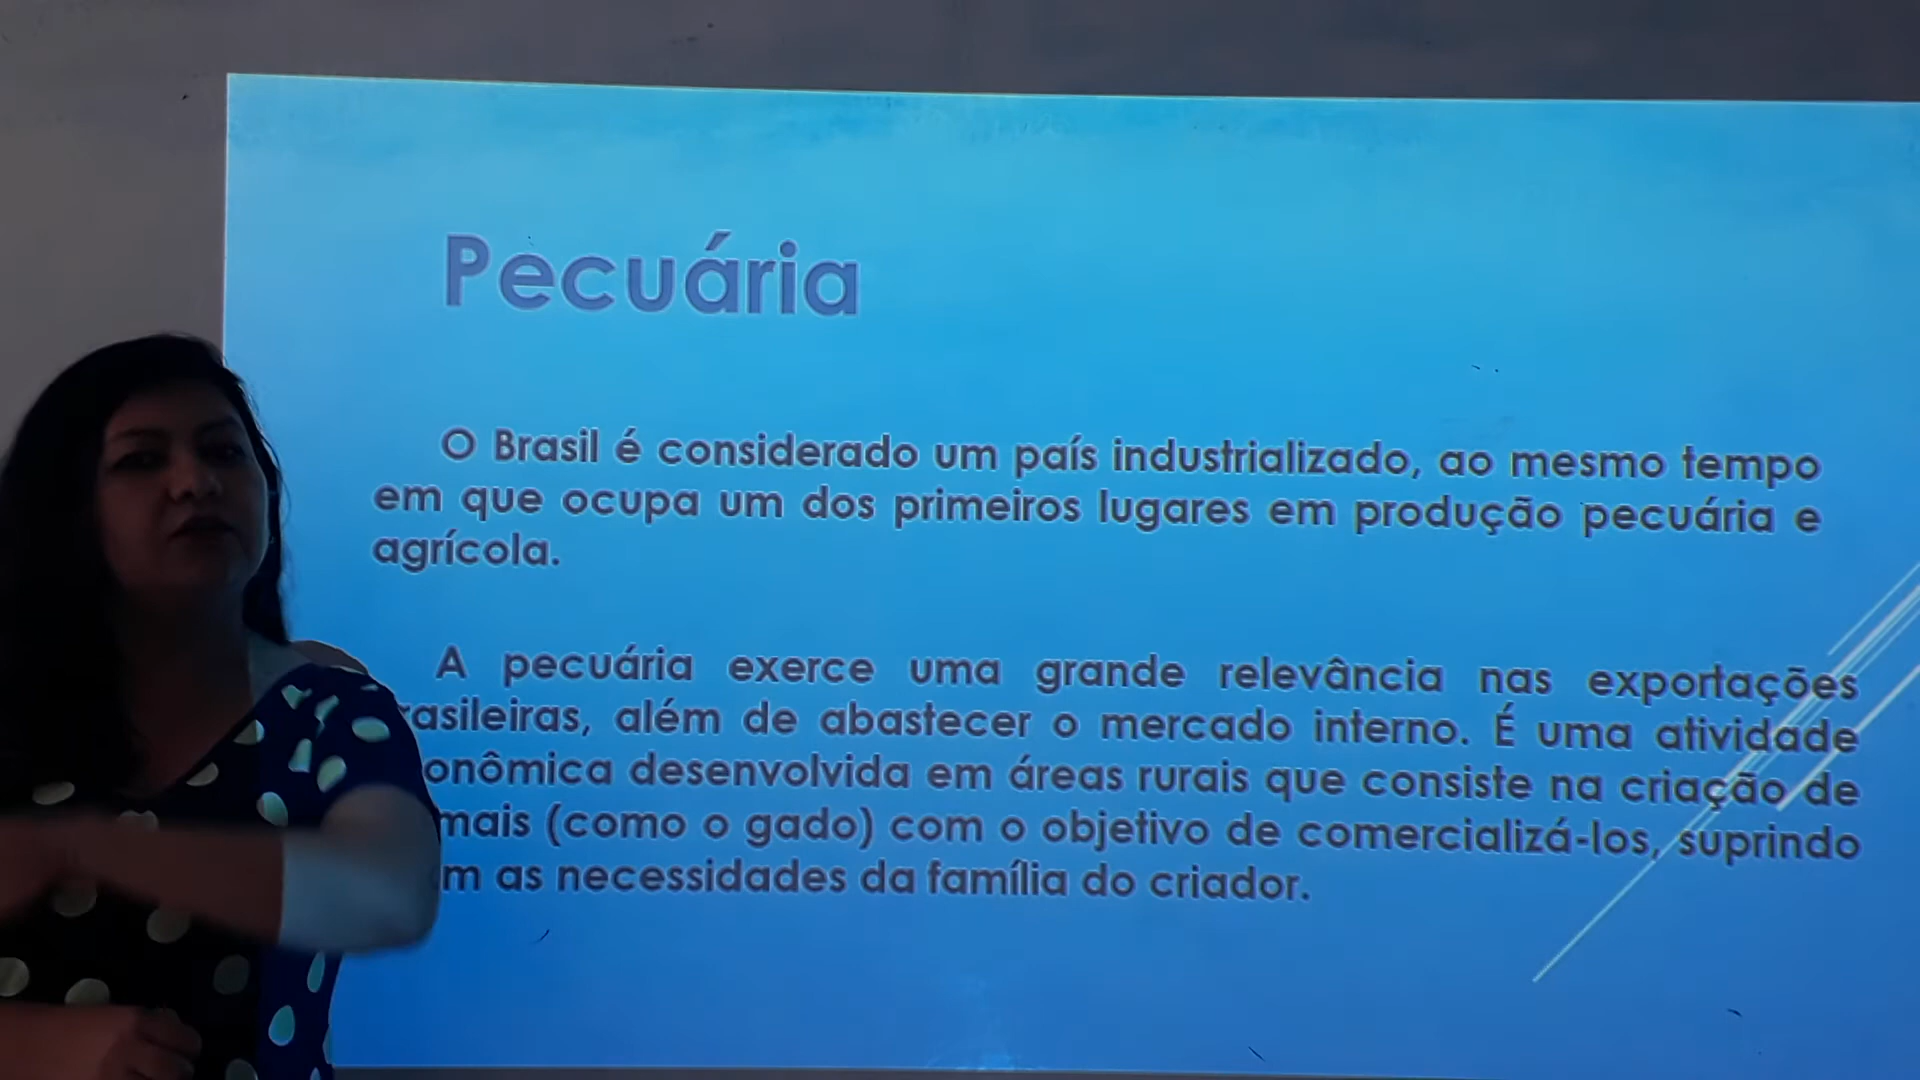 Pecuária
O Brasil é considerado um país industrializado, ao mesmo tempo
em que ocupa um dos primeiros lugares em produção pecuária e
agrícola.
A pecuária exerce uma grande relevância nas exportações
rasileiras, além de abastecer o mercado interno. É uma atividade
onômica desenvolvida em áreas rurais que consiste na criação de
mais (como o gado) com o objetivo de comercializá-los, suprindo
m as necessidades da família do criador.